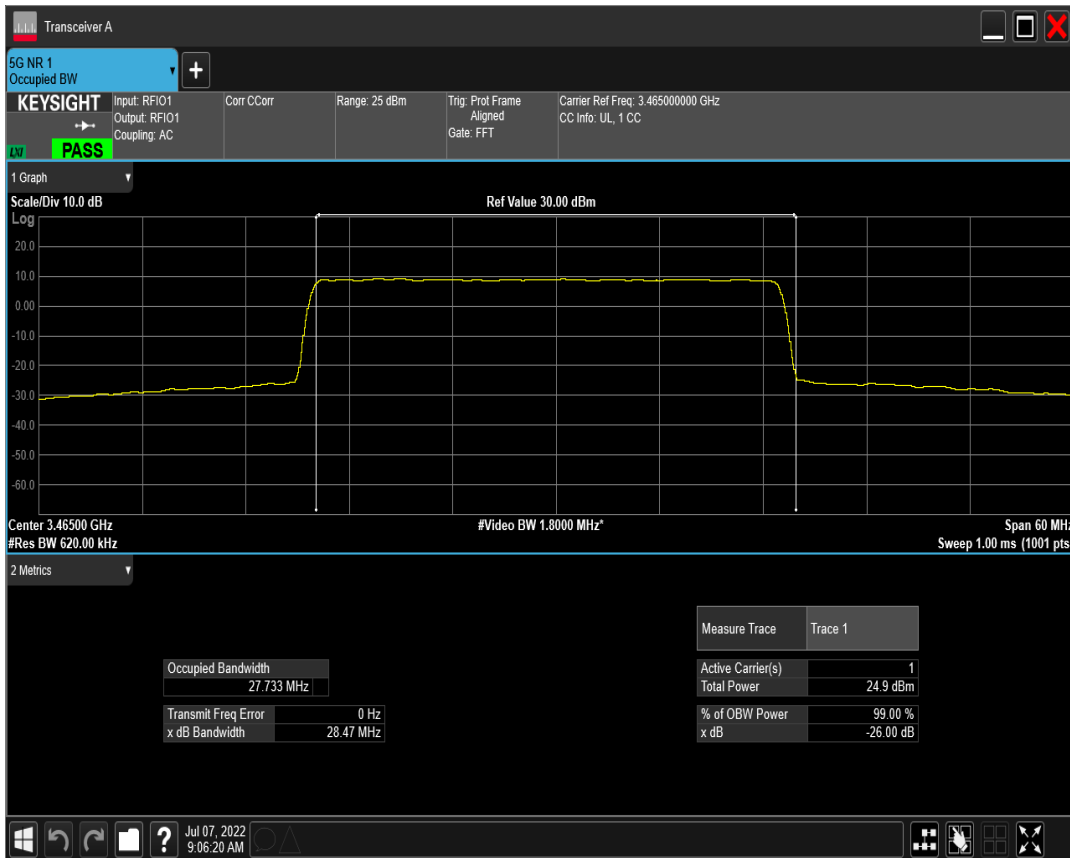 Transceiver A
5G NR 1
Occupied BW
KEYSIGHT
LXI
PASS
Input: RFIO1
Output: RFIO1
Coupling: AC
Corr CCorr
Range: 25 dBm
Trig: Prot Frame
Aligned
Gate: FFT
Carrier Ref Freq: 3.465000000 GHz
CC Info: UL, 1 CC
1 Graph
Scale/Div 10.0 dB
Ref Value 30.00 dBm
Log
20.0
10.0
0.00
-10.0
-20.0
-30.0
-40.0
-50.0
-60.0
Center 3.46500 GHz
#Video BW 1.8000 MHz*
Span 60 MHz
#Res BW 620.00 kHz
Sweep 1.00 ms (1001 pts
2 Metrics
Measure Trace Trace 1
Occupied Bandwidth
27.733 MHz
Active Carrier(s) 1
Total Power 24.9 dBm
Transmit Freq Error 0 Hz
x dB Bandwidth 28.47 MHz
% of OBW Power 99.00 %
x dB -26.00 dB
?
Jul 07, 2022
9:06:20 AM